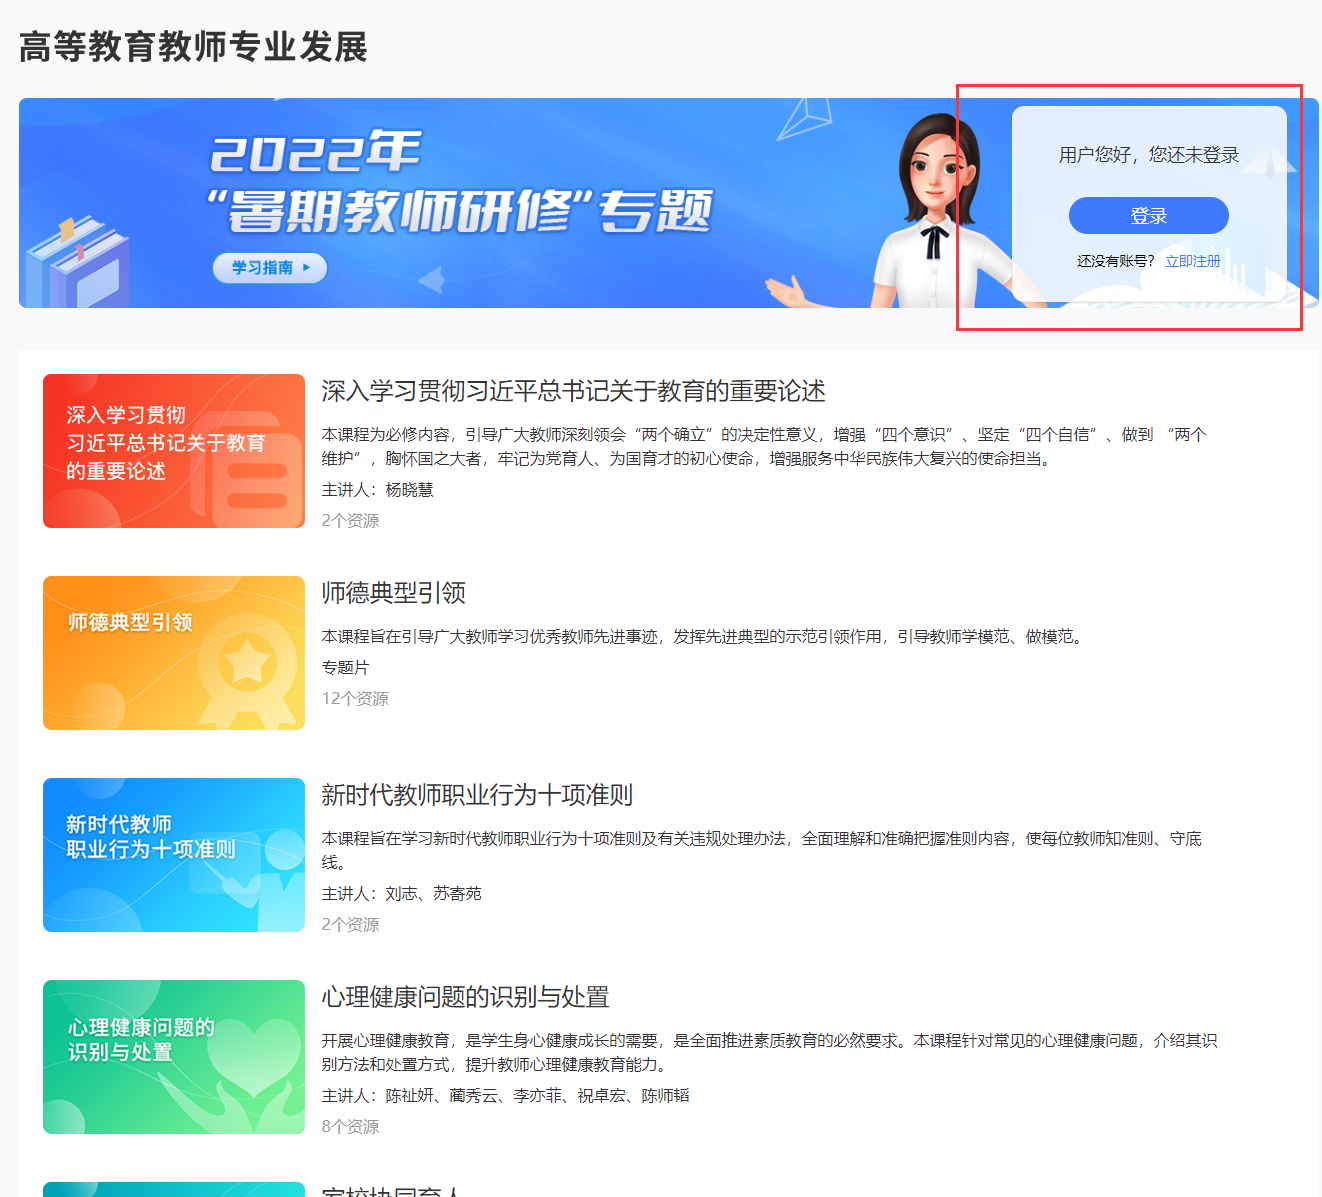 高等教育教师专业发展
2022年
“暑期教师研修”专题
学习指南
用户您好，您还未登录
登录
还没有账号？ 立即注册
深入学习贯彻
习近平总书记关于教育
的重要论述
深入学习贯彻习近平总书记关于教育的重要论述
本课程为必修内容，引导广大教师深刻领会“两个确立”的决定性意义，增强“四个意识”、坚定“四个自信”、做到 “两个
维护”，胸怀国之大者，牢记为党育人、为国育才的初心使命，增强服务中华民族伟大复兴的使命担当。
主讲人：杨晓慧
2个资源
师德典型引领
师德典型引领
本课程旨在引导广大教师学习优秀教师先进事迹，发挥先进典型的示范引领作用，引导教师学模范、做模范。
专题片
12个资源
新时代教师
职业行为十项准则
新时代教师职业行为十项准则
本课程旨在学习新时代教师职业行为十项准则及有关违规处理办法，全面理解和准确把握准则内容，使每位教师知准则、守底
线。
主讲人：刘志、苏寄苑
2个资源
心理健康问题的
识别与处置
心理健康问题的识别与处置
开展心理健康教育，是学生身心健康成长的需要，是全面推进素质教育的必然要求。本课程针对常见的心理健康问题，介绍其识
别方法和处置方式，提升教师心理健康教育能力。
主讲人：陈祉妍、蔺秀云、李亦菲、祝卓宏、陈师韬
8个资源
家校协同育人